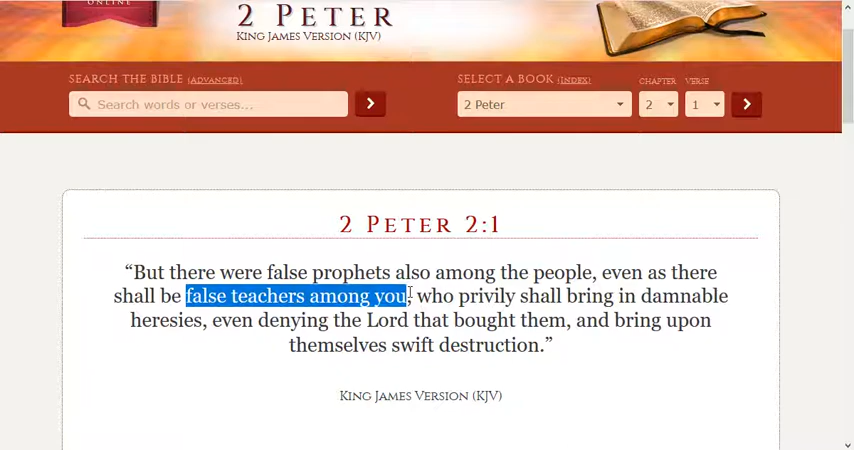 ONLINE
2 PETER
KING JAMES VERSION (KJV)
SEARCH THE BIBLE (ADVANCED)
SELECT A BOOK (INDEX)
CHAPTER
VERSE
Search words or verses...
2 Peter
2
1
2 PETER 2:1
“But there were false prophets also among the people, even as there
shall be false teachers among you, who privily shall bring in damnable
heresies, even denying the Lord that bought them, and bring upon
themselves swift destruction.”
KING JAMES VERSION (KJV)